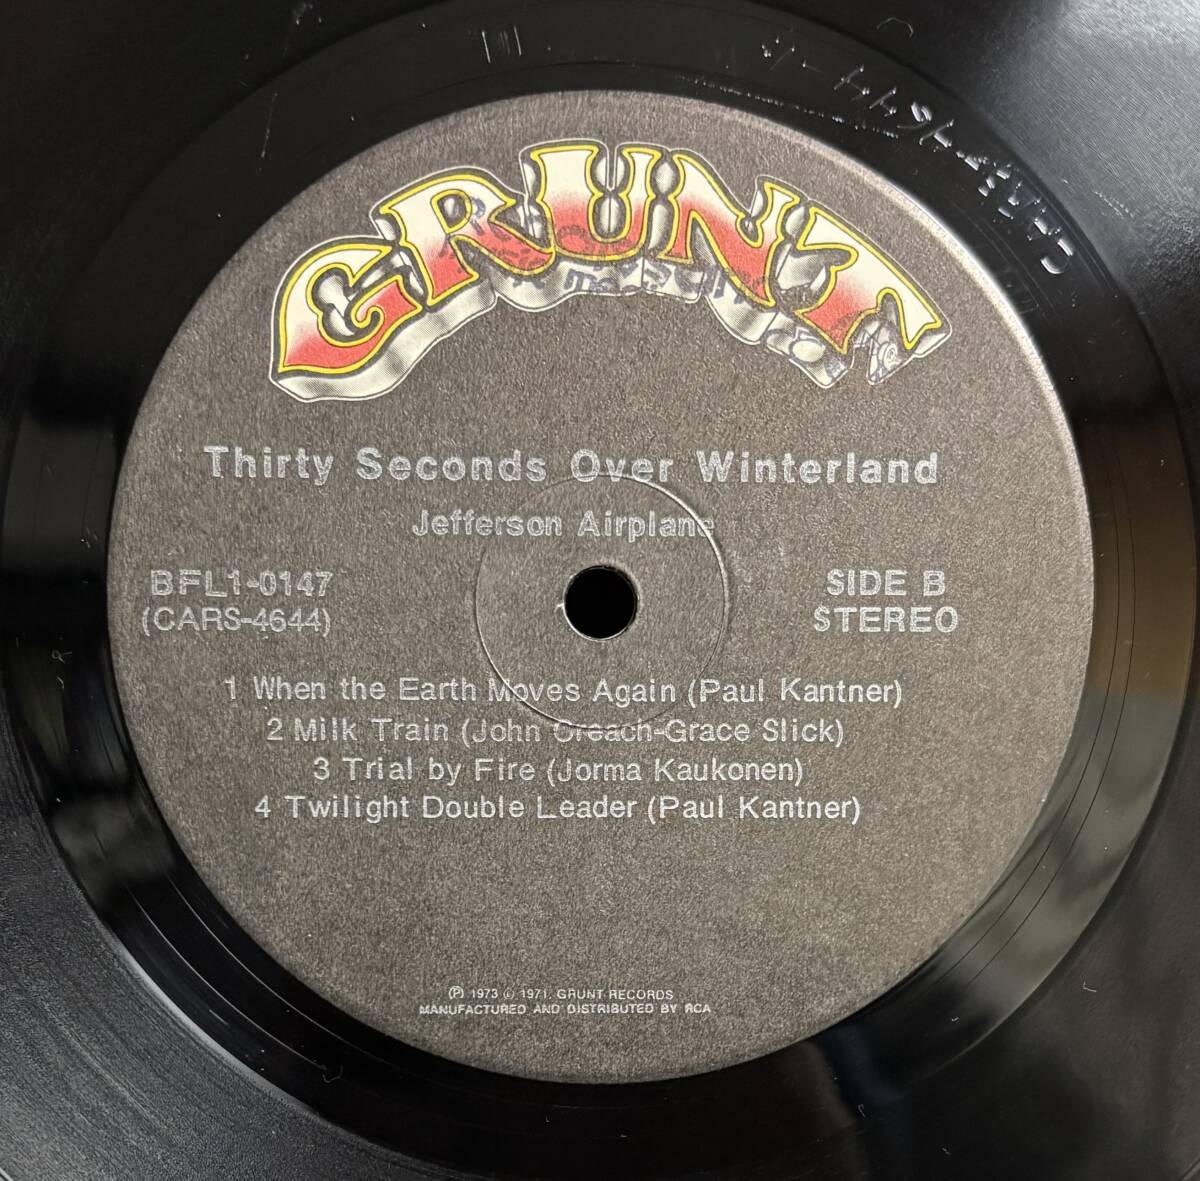 GRUNT
Thirty Seconds Over Winterland
Jefferson Airplane
BFL1-0147
(CARS-4644)
SIDE B
STEREO
1 When the Earth Moves Again (Paul Kantner)
2 Milk Train (John Creach-Grace Slick)
3 Trial by Fire (Jorma Kaukonen)
4 Twilight Double Leader (Paul Kantner)
℗ 1973 © 1971, GRUNT RECORDS
MANUFACTURED AND DISTRIBUTED BY RCA